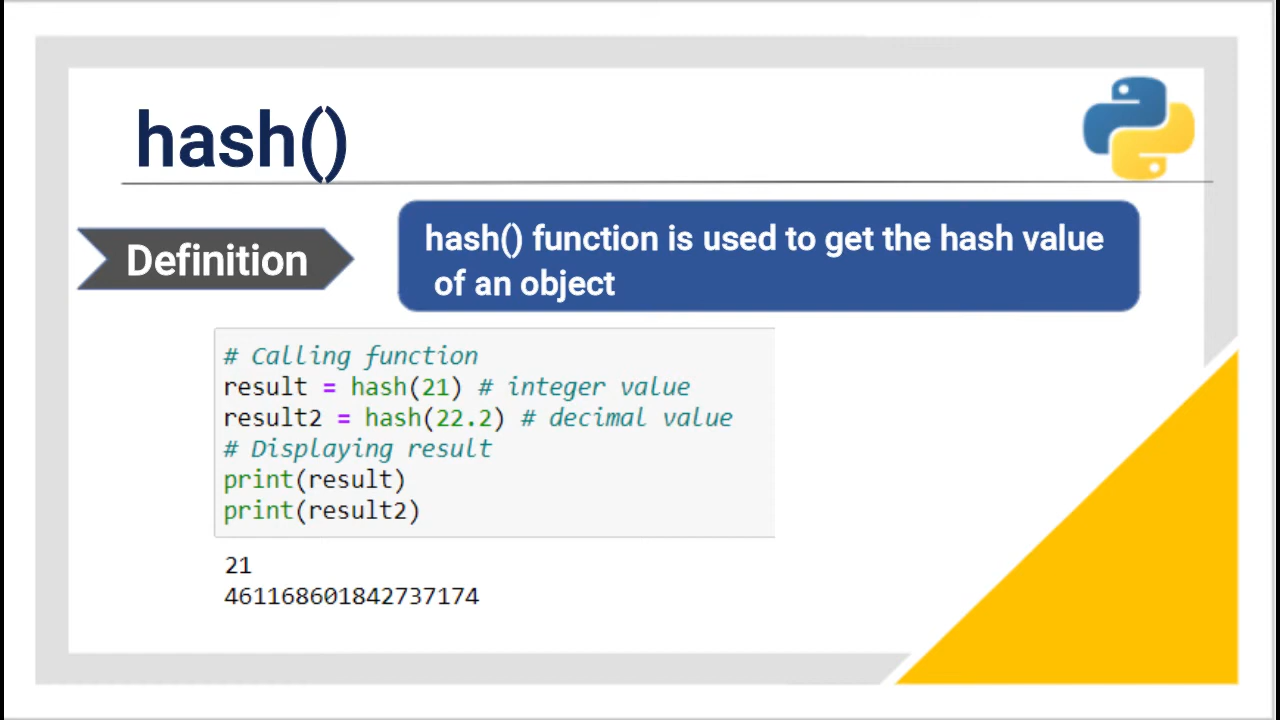 hash()
Definition
hash() function is used to get the hash value
of an object
# Calling function
result = hash(21) # integer value
result2 = hash(22.2) # decimal value
# Displaying result
print(result)
print(result2)
21
461168601842737174